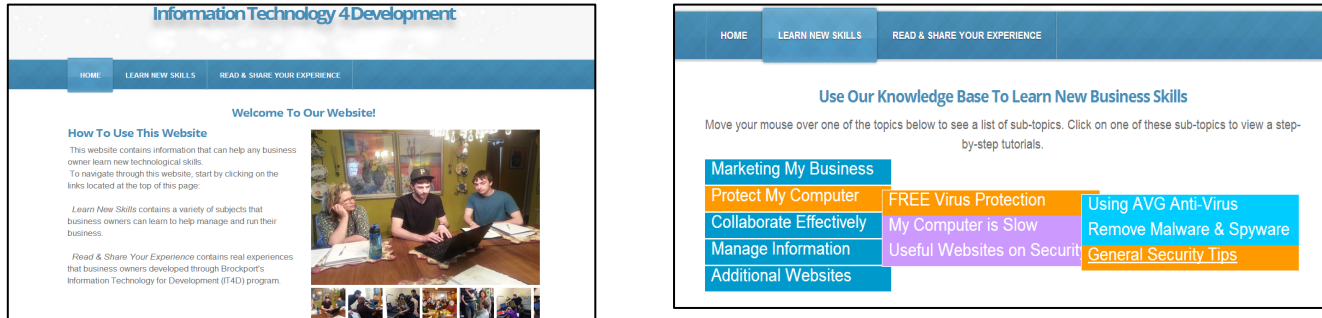 Information Technology 4 Development
HOME LEARN NEW SKILLS READ & SHARE YOUR EXPERIENCE
Welcome To Our Website!
How To Use This Website
This website contains information that can help any business
owner learn new technological skills.
To navigate through this website, start by clicking on the
links located at the top of this page:
Learn New Skills contains a variety of subjects that
business owners can learn to help manage and run their
business.
Read & Share Your Experience contains real experiences
that business owners developed through Brockport's
Information Technology for Development (IT4D) program.
HOME LEARN NEW SKILLS READ & SHARE YOUR EXPERIENCE
Use Our Knowledge Base To Learn New Business Skills
Move your mouse over one of the topics below to see a list of sub-topics. Click on one of these sub-topics to view a step-
by-step tutorials.
Marketing My Business
Protect My Computer
Collaborate Effectively
Manage Information
Additional Websites
FREE Virus Protection
My Computer is Slow
Useful Websites on Security
Using AVG Anti-Virus
Remove Malware & Spyware
General Security Tips